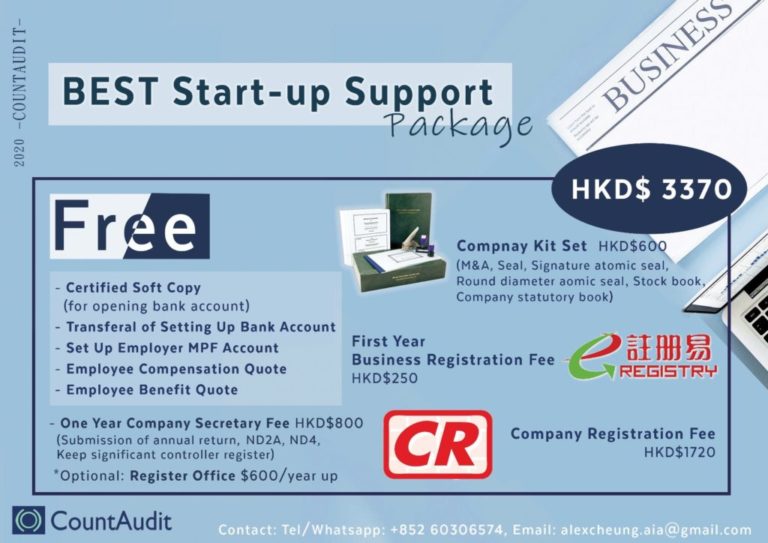 2020 -COUNTAUDIT-
BUSINESS
BEST Start-up Support
Package
HKD$ 3370
Free
- Certified Soft Copy
(for opening bank account)
- Transferal of Setting Up Bank Account
- Set Up Employer MPF Account
- Employee Compensation Quote
- Employee Benefit Quote
- One Year Company Secretary Fee HKD$800
(Submission of annual return, ND2A, ND4,
Keep significant controller register)
*Optional: Register Office $600/year up
Compnay Kit Set HKD$600
(M&A, Seal, Signature atomic seal,
Round diameter aomic seal, Stock book,
Company statutory book)
First Year
Business Registration Fee
HKD$250
e註冊易
REGISTRY
CR
Company Registration Fee
HKD$1720
CountAudit
Contact: Tel/Whatsapp: +852 60306574, Email: alexcheung.aia@gmail.com